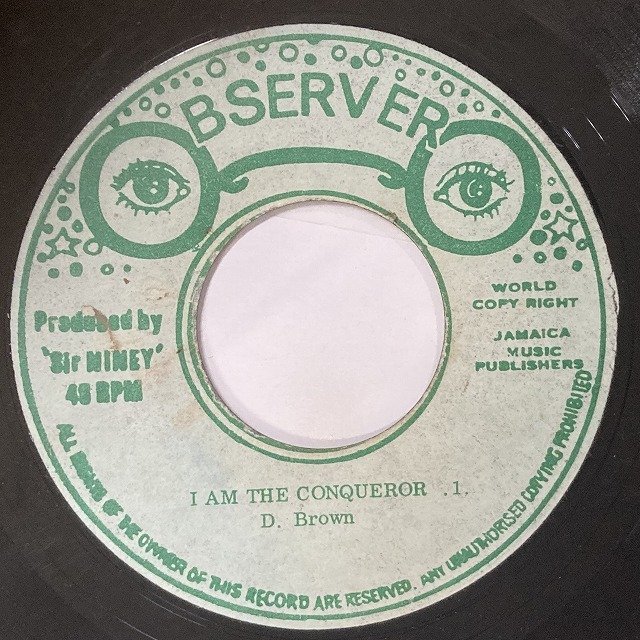 OBSERVER
Produced by
'Sir NINEY'
45 RPM
WORLD
COPY RIGHT
JAMAICA
MUSIC
PUBLISHERS
I AM THE CONQUEROR .1.
D. Brown
ALL RIGHTS OF THE OWNER OF THIS RECORD ARE RESERVED. ANY UNAUTHORISED COPYING PROHIBITED